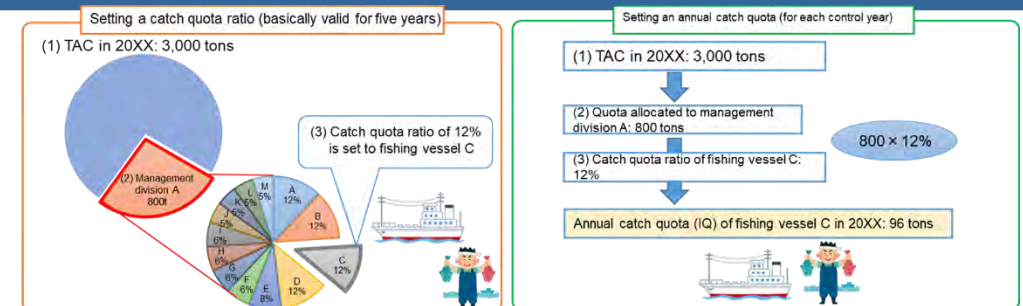 Setting a catch quota ratio (basically valid for five years)
(1) TAC in 20XX: 3,000 tons
(2) Management
division A
800t
(3) Catch quota ratio of 12%
is set to fishing vessel C
A
12%
B
12%
C
12%
D
12%
E
8%
F
6%
G
6%
H
6%
I
6%
J
5%
K
5%
L
5%
M
5%
Setting an annual catch quota (for each control year)
(1) TAC in 20XX: 3,000 tons
(2) Quota allocated to management
division A: 800 tons
(3) Catch quota ratio of fishing vessel C:
12%
800 × 12%
Annual catch quota (IQ) of fishing vessel C in 20XX: 96 tons